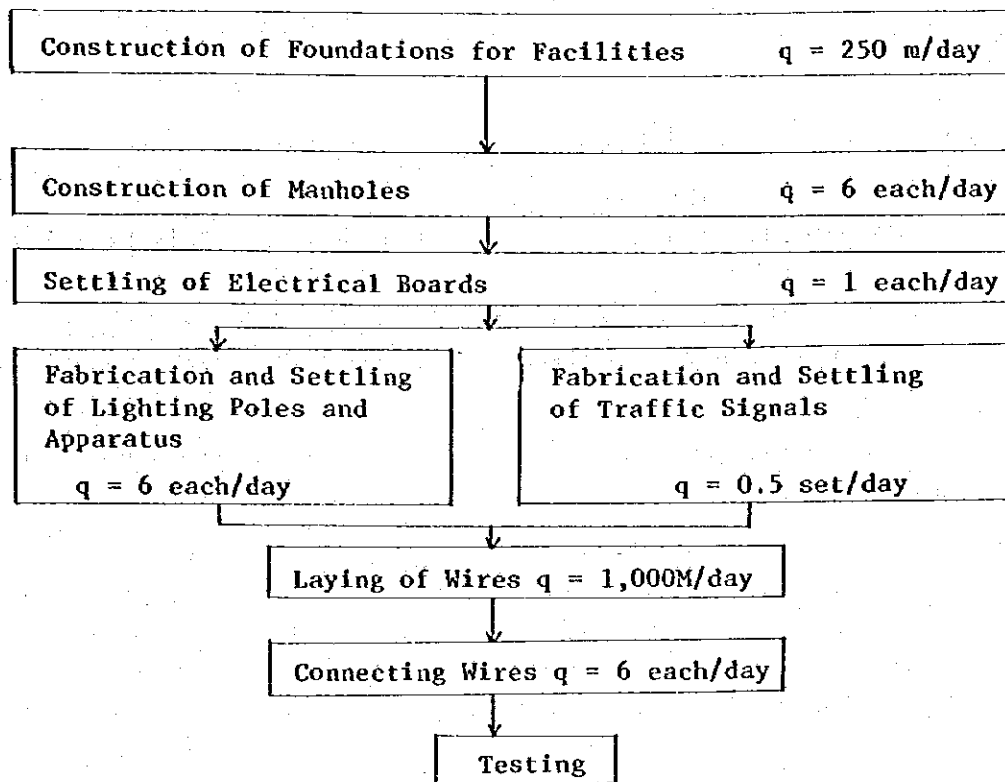 Construction of Foundations for Facilities q = 250 m/day
Construction of Manholes q = 6 each/day
Settling of Electrical Boards q = 1 each/day
Fabrication and Settling
of Lighting Poles and
Apparatus
q = 6 each/day
Fabrication and Settling
of Traffic Signals
q = 0.5 set/day
Laying of Wires q = 1,000M/day
Connecting Wires q = 6 each/day
Testing